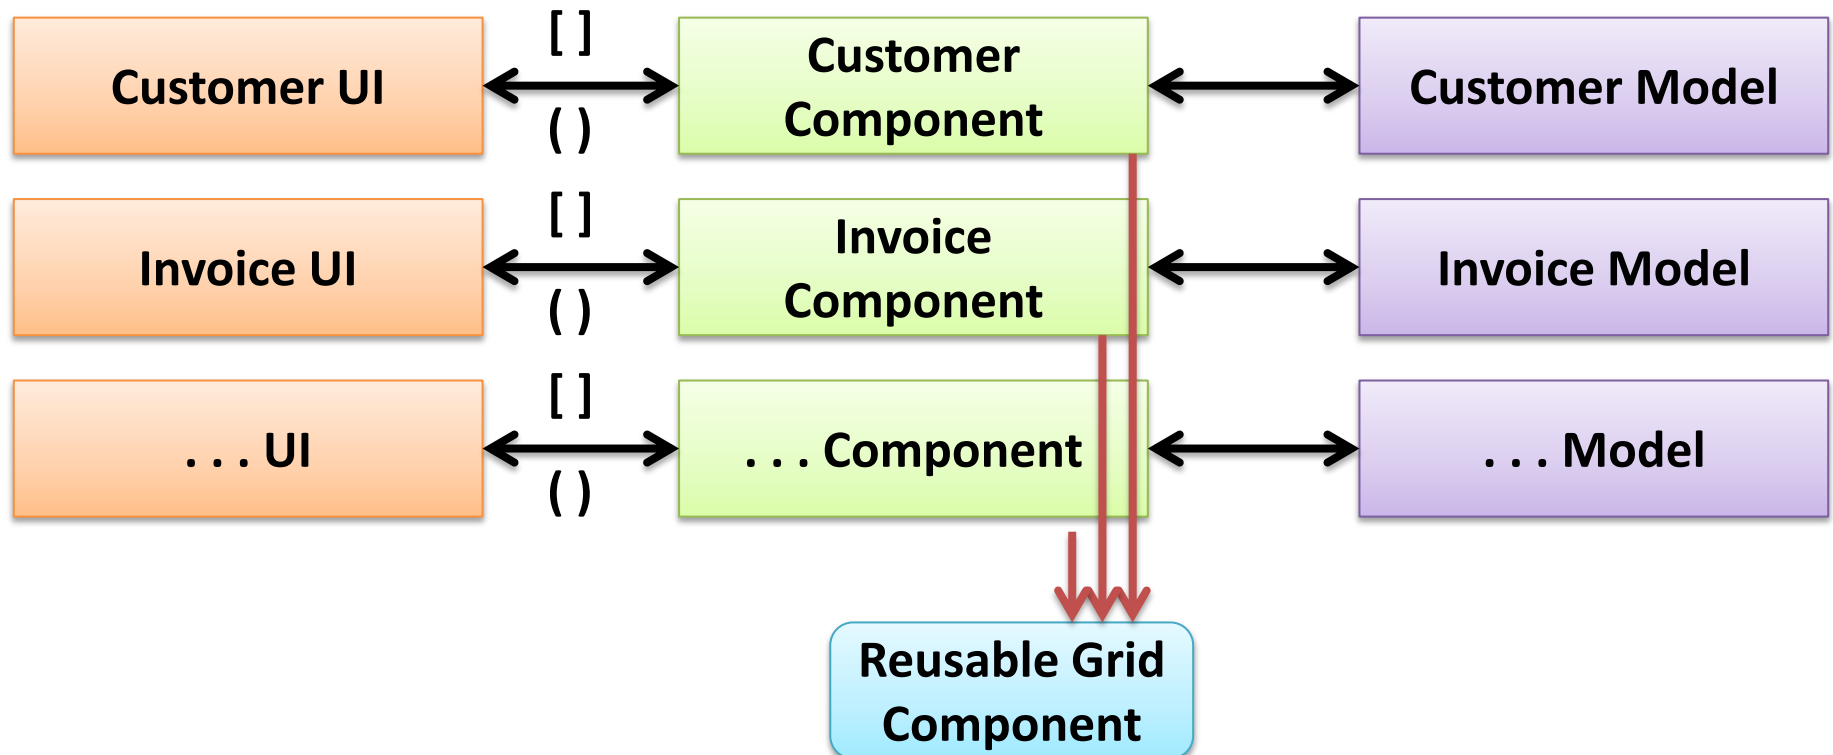 [ ]
Customer UI
( )
Customer
Component
Customer Model
[ ]
Invoice UI
( )
Invoice
Component
Invoice Model
[ ]
. . . UI
( )
. . . Component
. . . Model
Reusable Grid
Component